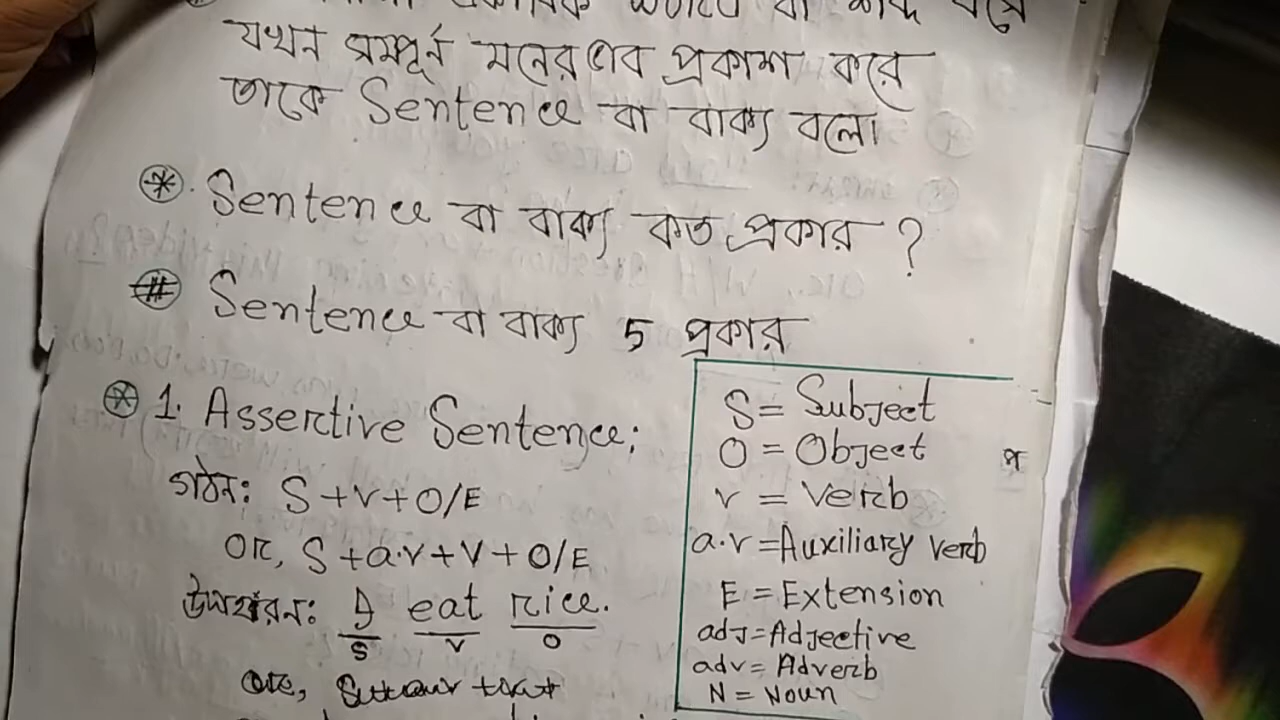 যখন সম্পূর্ন মনের ভাব প্রকাশ করে
তাকে Sentence বা বাক্য বলে।
Sentence বা বাক্য কত প্রকার ?
# Sentence বা বাক্য 5 প্রকার
1. Assertive Sentence;
গঠন: S+V+O/E
or, S+a.v+V+O/E
উদাহরন: I eat rice.
S V O
S = Subject
O = Object
v = verb
a.v = Auxiliary verb
E = Extension
adj = Adjective
adv = Adverb
N = Noun
প